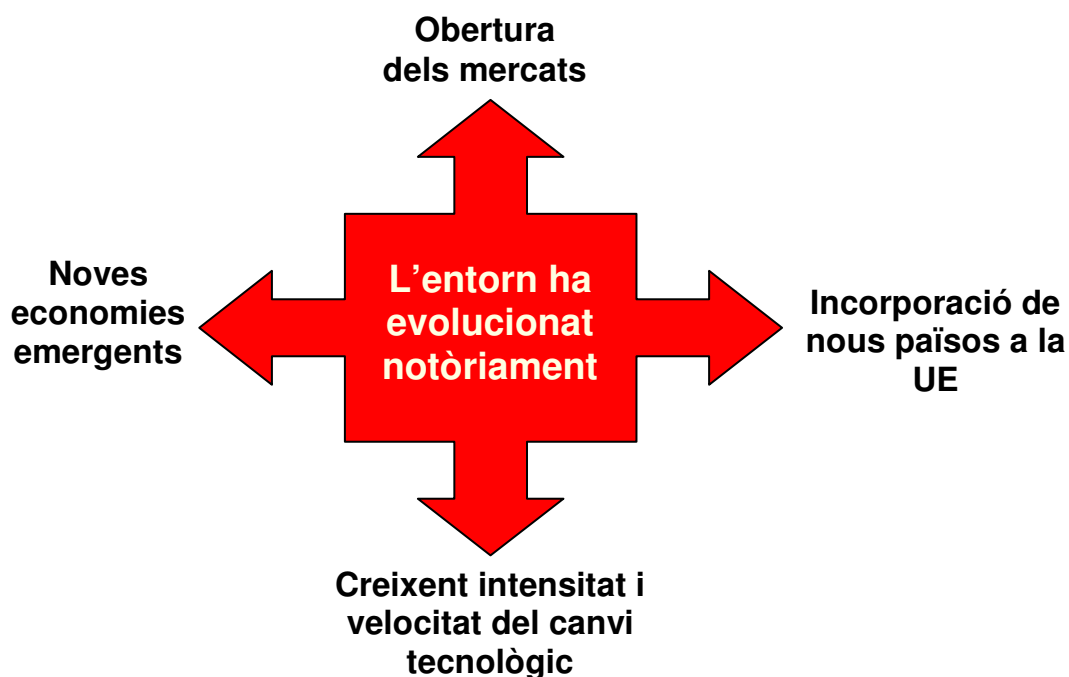 Obertura
dels mercats
Noves
economies
emergents
L'entorn ha
evolucionat
notòriament
Incorporació de
nous països a la
UE
Creixent intensitat i
velocitat del canvi
tecnològic